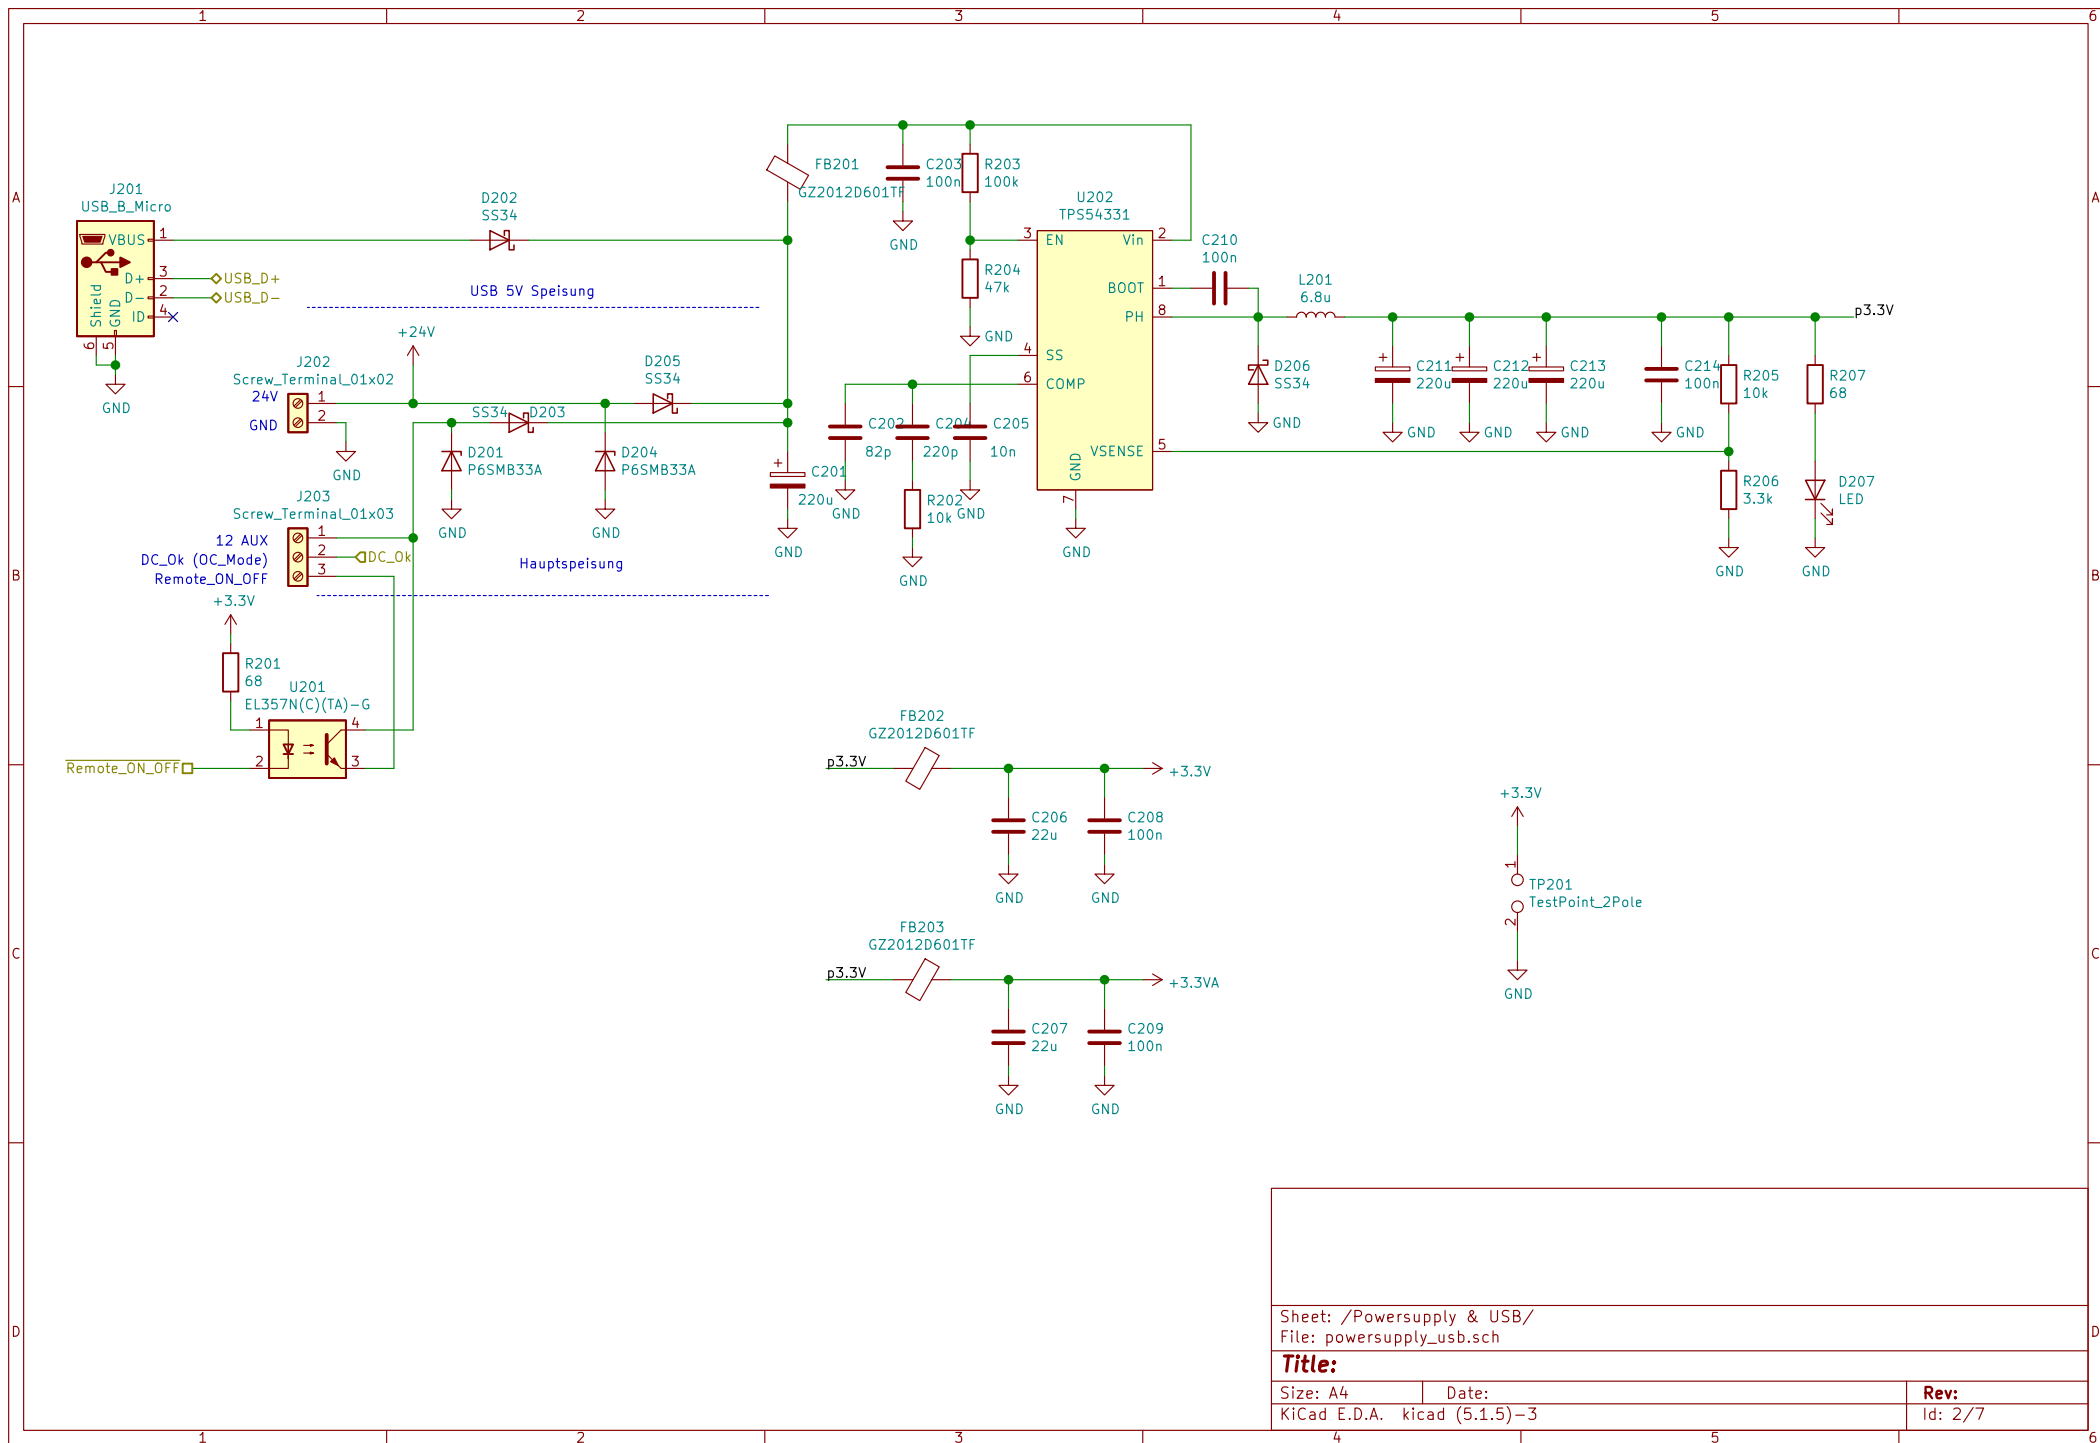 1 2 3 4 5 6
A A
B B
C C
D D
J201
USB_B_Micro
VBUS 1
D+ 3
D- 2
ID 4
Shield
GND
6 5
GND
USB_D+
USB_D-
D202
SS34
USB 5V Speisung
+24V
J202
Screw_Terminal_01x02
24V 1
GND 2
GND
D205
SS34
SS34 D203
D201
P6SMB33A
GND
D204
P6SMB33A
GND
J203
Screw_Terminal_01x03
12 AUX 1
DC_Ok (OC_Mode) 2
Remote_ON_OFF 3
DC_Ok
Hauptspeisung
+3.3V
R201
68
U201
EL357N(C)(TA)-G
1 4
2 3
Remote_ON_OFF
FB201
GZ2012D601TF
C203
100n
GND
R203
100k
R204
47k
GND
C201
220u
GND
C202
82p
GND
C204
220p
R202
10k
GND
C205
10n
GND
U202
TPS54331
3 EN
Vin 2
BOOT 1
PH 8
4 SS
6 COMP
VSENSE 5
GND
7
GND
C210
100n
L201
6.8u
D206
SS34
GND
C211
220u
GND
C212
220u
GND
C213
220u
GND
C214
100n
GND
R205
10k
R206
3.3k
GND
R207
68
D207
LED
GND
p3.3V
FB202
GZ2012D601TF
p3.3V
+3.3V
C206
22u
GND
C208
100n
GND
FB203
GZ2012D601TF
p3.3V
+3.3VA
C207
22u
GND
C209
100n
GND
+3.3V
1
TP201
TestPoint_2Pole
2
GND
Sheet: /Powersupply & USB/
File: powersupply_usb.sch
Title:
Size: A4 Date: Rev:
KiCad E.D.A. kicad (5.1.5)-3 Id: 2/7
1 2 3 4 5 6